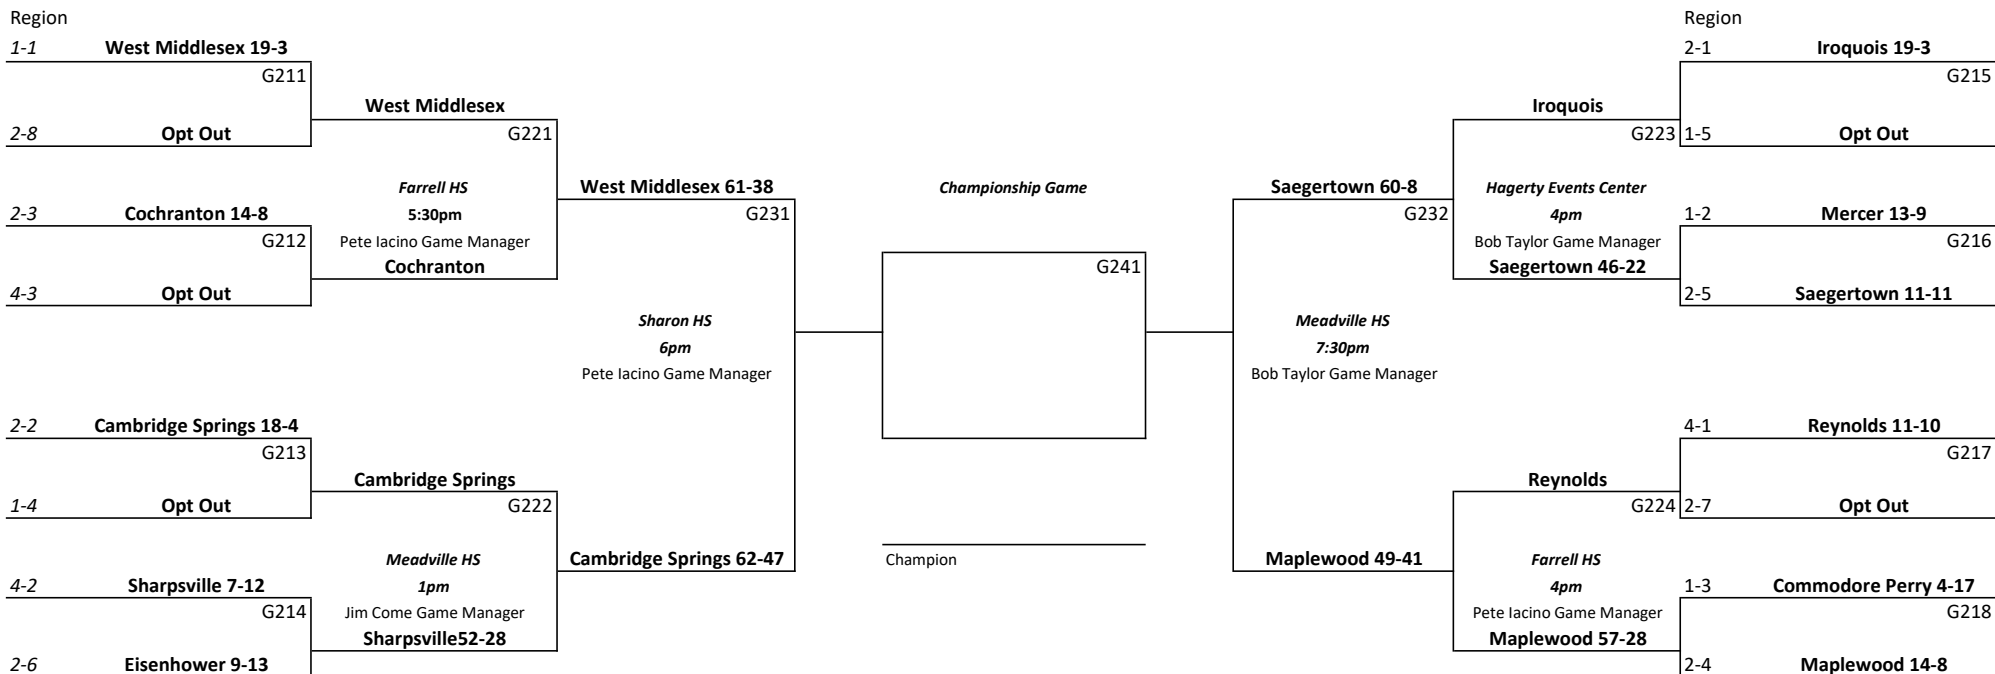 Region
1-1 West Middlesex 19-3
G211
West Middlesex
2-8 Opt Out
G221
Farrell HS
5:30pm
Pete Iacino Game Manager
West Middlesex 61-38
G231
2-3 Cochranton 14-8
G212
Cochranton
4-3 Opt Out
Sharon HS
6pm
Pete Iacino Game Manager
2-2 Cambridge Springs 18-4
G213
Cambridge Springs
1-4 Opt Out
G222
Meadville HS
1pm
Jim Come Game Manager
Cambridge Springs 62-47
4-2 Sharpsville 7-12
G214
Sharpsville52-28
2-6 Eisenhower 9-13
Championship Game
G241
Champion
Region
2-1 Iroquois 19-3
G215
Iroquois
G223
1-5 Opt Out
Saegertown 60-8
G232
Hagerty Events Center
4pm
Bob Taylor Game Manager
1-2 Mercer 13-9
G216
Saegertown 46-22
2-5 Saegertown 11-11
Meadville HS
7:30pm
Bob Taylor Game Manager
4-1 Reynolds 11-10
G217
Reynolds
G224
2-7 Opt Out
Maplewood 49-41
Farrell HS
4pm
Pete Iacino Game Manager
1-3 Commodore Perry 4-17
G218
Maplewood 57-28
2-4 Maplewood 14-8